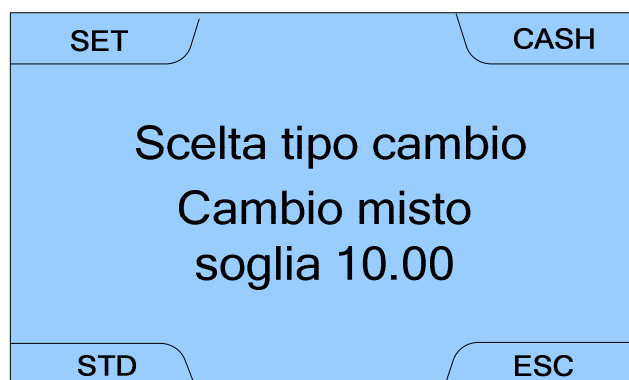 SET
CASH
Scelta tipo cambio
Cambio misto
soglia 10.00
STD
ESC